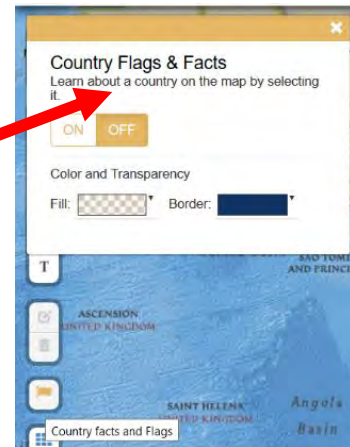 Country Flags & Facts
Learn about a country on the map by selecting
it.
ON OFF
Color and Transparency
Fill: Border:
T
SAO TOME
AND PRINCI
ASCENSION
UNITED KINGDOM
SAINT HELENA
UNITED KINGDOM
Angola
Basin
Country facts and Flags